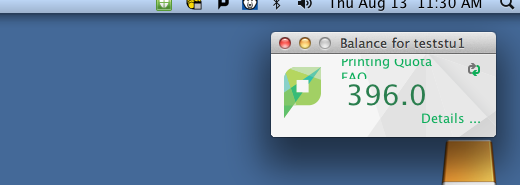 Thu Aug 13 11:30 AM
Balance for teststu1
Printing Quota
FAQ
396.0
Details ...